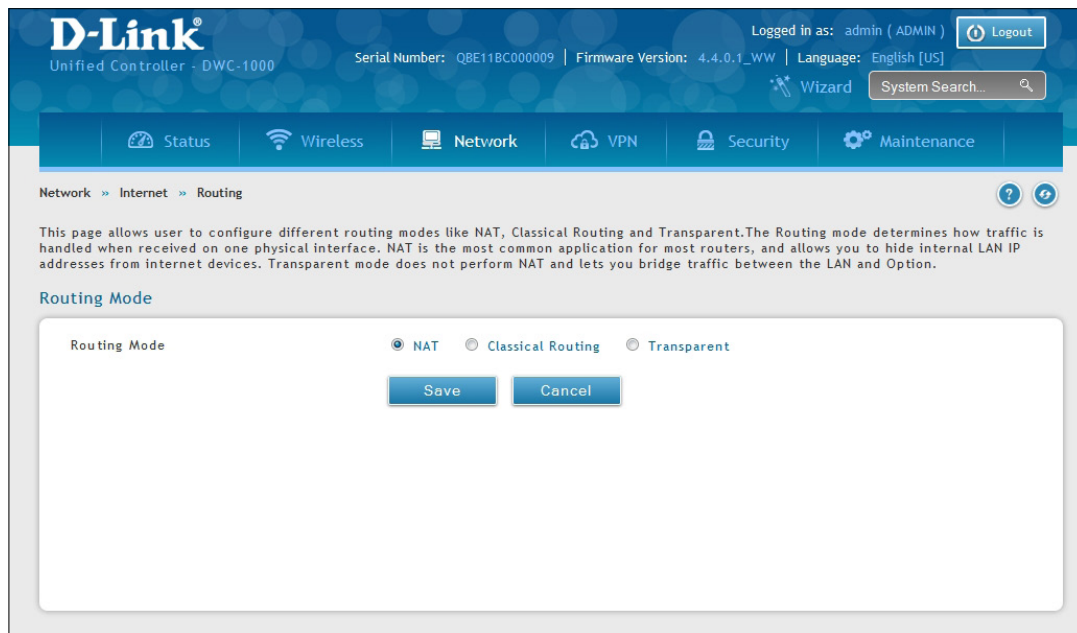 D-Link®
Unified Controller - DWC-1000
Logged in as: admin ( ADMIN )
Logout
Serial Number: QBE11BC000009 | Firmware Version: 4.4.0.1_WW | Language: English [US]
Wizard
System Search...
Status
Wireless
Network
VPN
Security
Maintenance
Network » Internet » Routing
?
This page allows user to configure different routing modes like NAT, Classical Routing and Transparent.The Routing mode determines how traffic is
handled when received on one physical interface. NAT is the most common application for most routers, and allows you to hide internal LAN IP
addresses from internet devices. Transparent mode does not perform NAT and lets you bridge traffic between the LAN and Option.
Routing Mode
Routing Mode
NAT
Classical Routing
Transparent
Save
Cancel